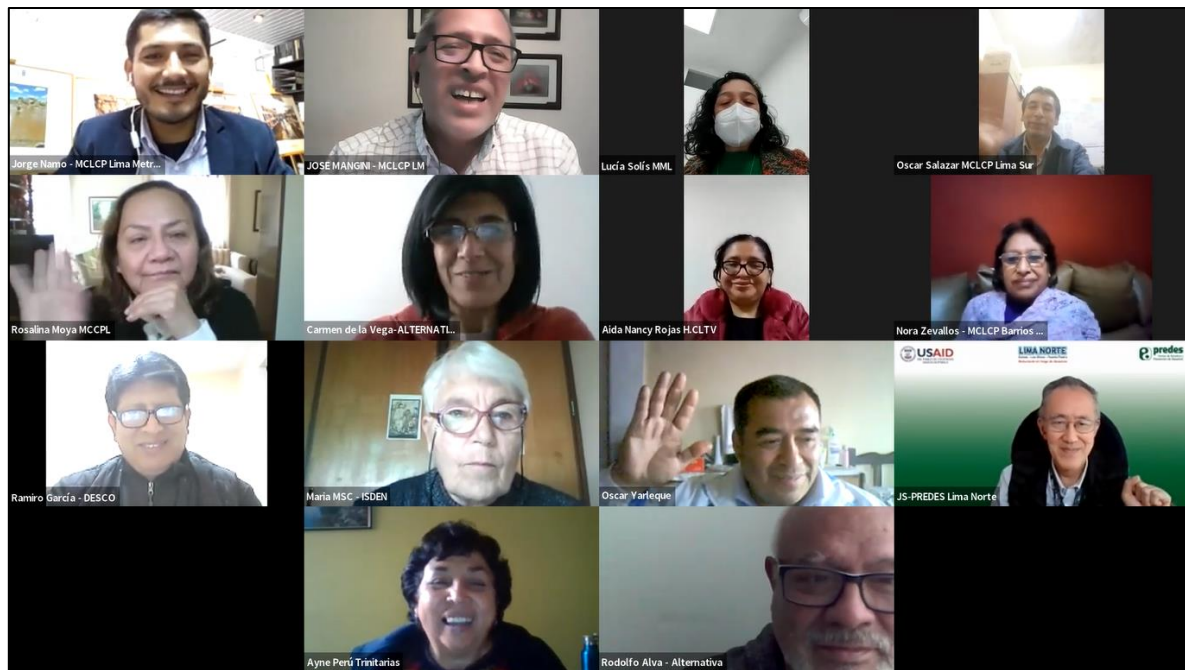 Jorge Namo - MCLCP Lima Metr...
JOSE MANGINI - MCLCP LM
Lucía Solís MML
Oscar Salazar MCLCP Lima Sur
Rosalina Moya MCCPL
Carmen de la Vega-ALTERNATI...
Aida Nancy Rojas H.CLTV
Nora Zevallos - MCLCP Barrios ...
USAID
LIMA NORTE
predes
Ramiro García - DESCO
Maria MSC - ISDEN
Oscar Yarleque
JS-PREDES Lima Norte
Ayne Perú Trinitarias
Rodolfo Alva - Alternativa